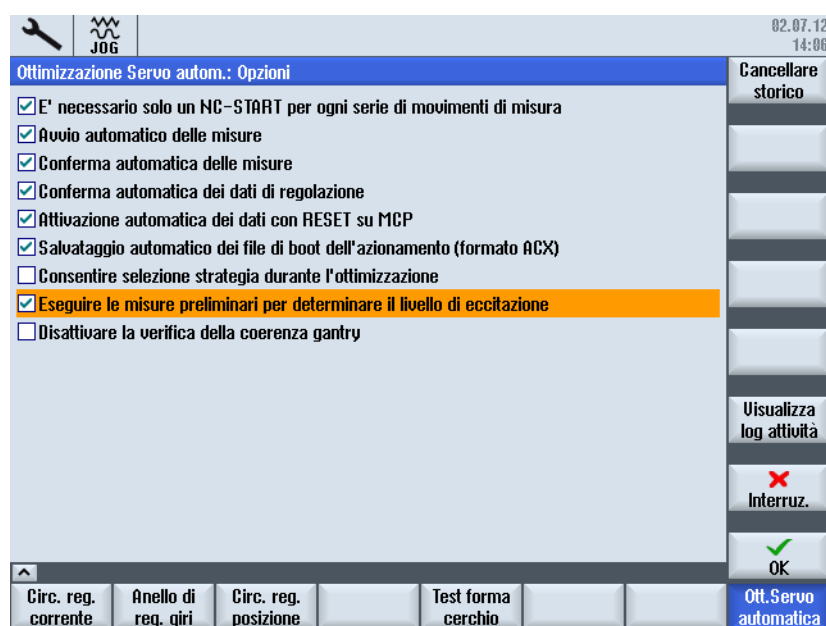 JOG
02.07.12
14:06
Ottimizzazione Servo autom.: Opzioni
E' necessario solo un NC-START per ogni serie di movimenti di misura
Avvio automatico delle misure
Conferma automatica delle misure
Conferma automatica dei dati di regolazione
Attivazione automatica dei dati con RESET su MCP
Salvataggio automatico dei file di boot dell'azionamento (formato ACX)
Consentire selezione strategia durante l'ottimizzazione
Eseguire le misure preliminari per determinare il livello di eccitazione
Disattivare la verifica della coerenza gantry
Cancellare
storico
Visualizza
log attività
Interruz.
OK
Circ. reg.
corrente
Anello di
reg. giri
Circ. reg.
posizione
Test forma
cerchio
Ott.Servo
automatica